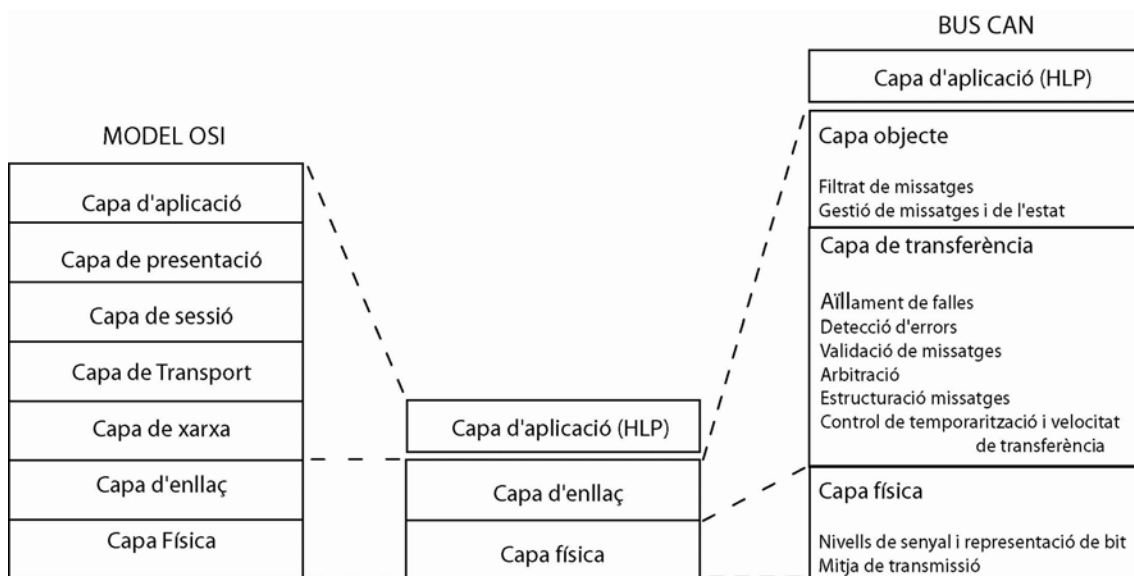 MODEL OSI
Capa d'aplicació
Capa de presentació
Capa de sessió
Capa de Transport
Capa de xarxa
Capa d'enllaç
Capa Física
Capa d'aplicació (HLP)
Capa d'enllaç
Capa física
BUS CAN
Capa d'aplicació (HLP)
Capa objecte
Filtrat de missatges
Gestió de missatges i de l'estat
Capa de transferència
Aïllament de falles
Detecció d'errors
Validació de missatges
Arbitració
Estructuració missatges
Control de temporarització i velocitat
de transferència
Capa física
Nivells de senyal i representació de bit
Mitja de transmissió